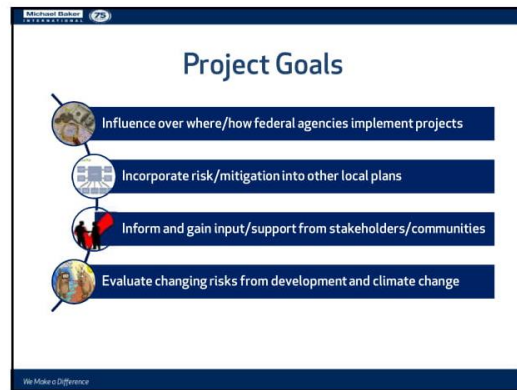 Michael Baker
INTERNATIONAL
75
Project Goals
Influence over where/how federal agencies implement projects
Incorporate risk/mitigation into other local plans
Inform and gain input/support from stakeholders/communities
Evaluate changing risks from development and climate change
We Make a Difference